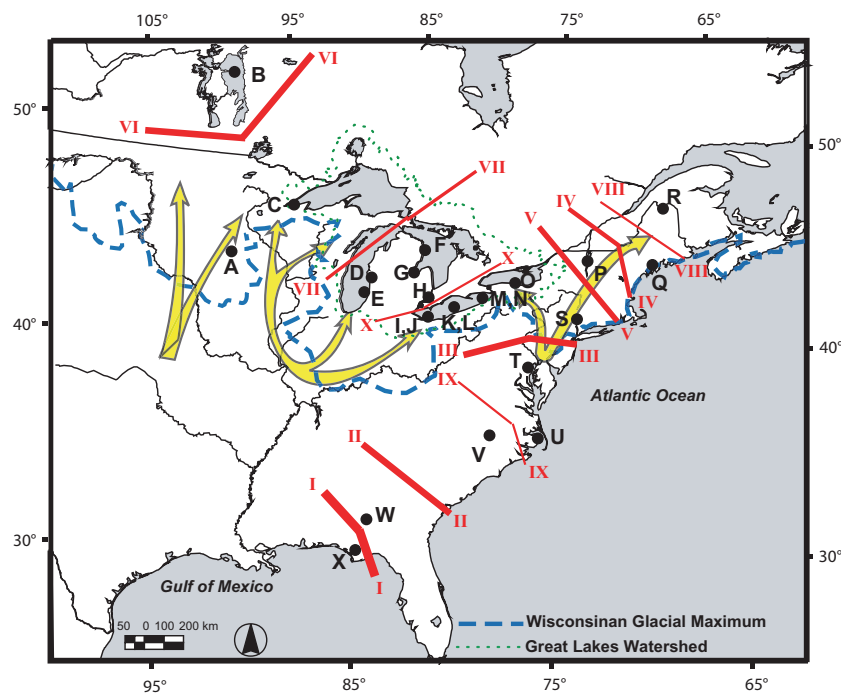 105° 95° 85° 75° 65°
50° 50°
40° 40°
30° 30°
VI VI
B
VII
VII
C
A
D
E
F
G
H
I,J
K,L
M
N
O
X
X
V
IV
VIII
R
P
Q
VIII
IV
V
S
III
III
T
IX
IX
U
V
II
II
I
I
W
X
Atlantic Ocean
Gulf of Mexico
50 0 100 200 km
Wisconsinan Glacial Maximum
Great Lakes Watershed
95° 85° 75° 65°